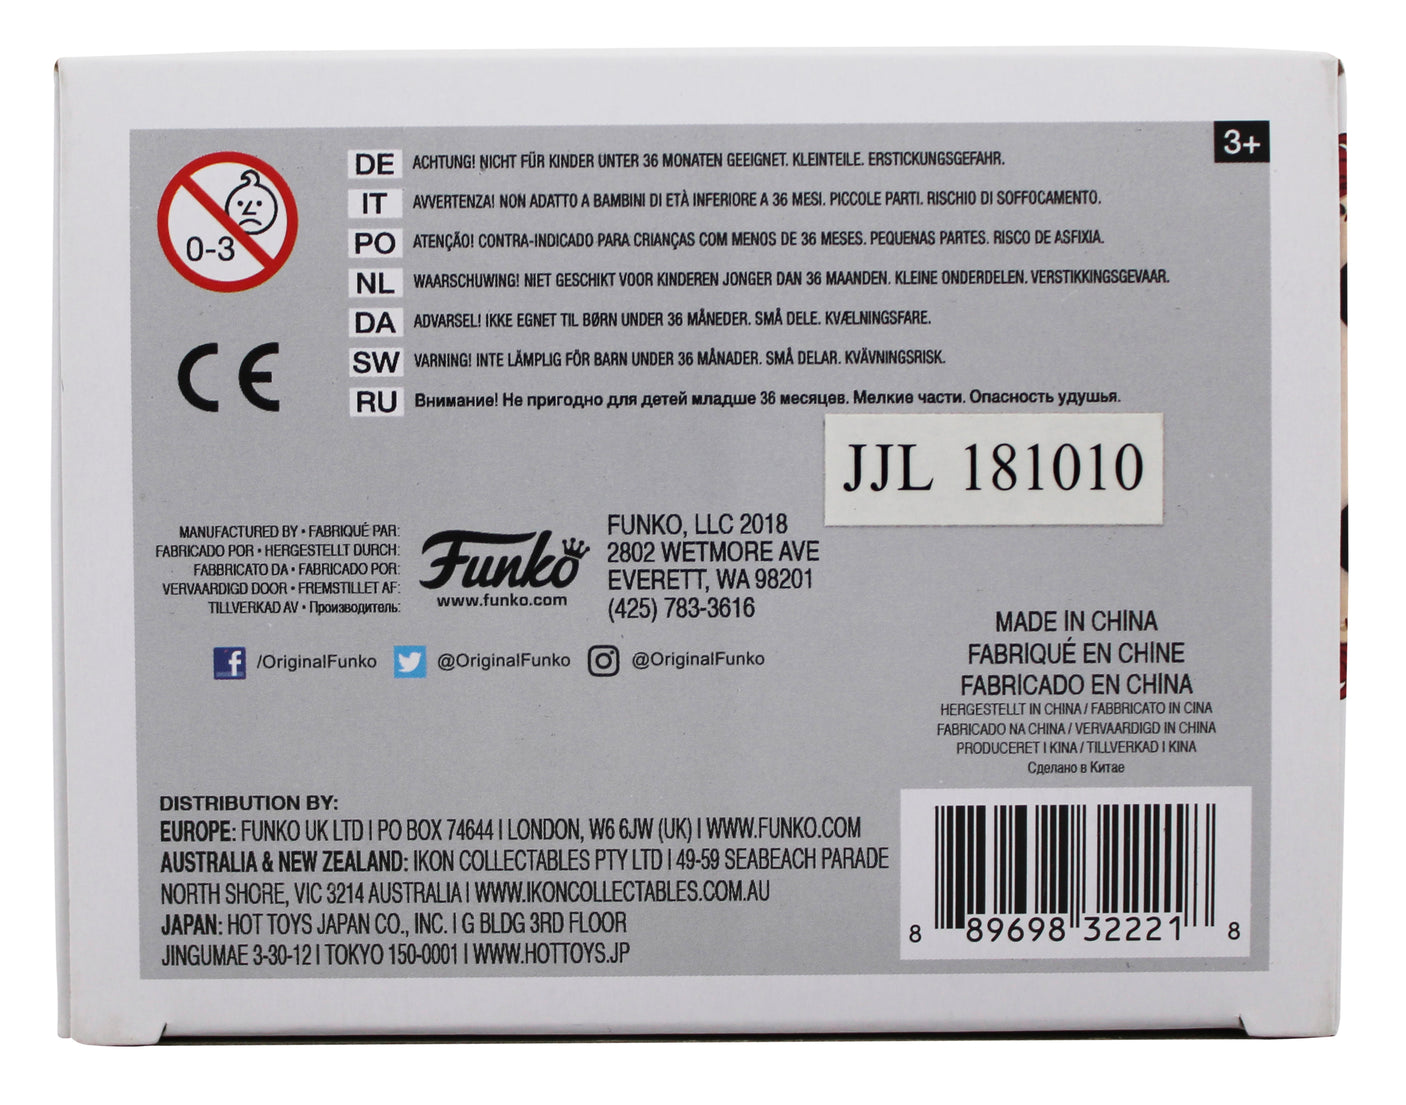 3+
0-3
DE ACHTUNG! NICHT FÜR KINDER UNTER 36 MONATEN GEEIGNET. KLEINTEILE. ERSTICKUNGSGEFAHR.
IT AVVERTENZA! NON ADATTO A BAMBINI DI ETÀ INFERIORE A 36 MESI. PICCOLE PARTI. RISCHIO DI SOFFOCAMENTO.
PO ATENÇÃO! CONTRA-INDICADO PARA CRIANÇAS COM MENOS DE 36 MESES. PEQUENAS PARTES. RISCO DE ASFIXIA.
NL WAARSCHUWING! NIET GESCHIKT VOOR KINDEREN JONGER DAN 36 MAANDEN. KLEINE ONDERDELEN. VERSTIKKINGSGEVAAR.
DA ADVARSEL! IKKE EGNET TIL BØRN UNDER 36 MÅNEDER. SMÅ DELE. KVÆLNINGSFARE.
SW VARNING! INTE LÄMPLIG FÖR BARN UNDER 36 MÅNADER. SMÅ DELAR. KVÄVNINGSRISK.
RU Внимание! Не пригодно для детей младше 36 месяцев. Мелкие части. Опасность удушья.
CE
JJL 181010
MANUFACTURED BY • FABRIQUÉ PAR:
FABRICADO POR • HERGESTELLT DURCH:
FABBRICATO DA • FABRICADO POR:
VERVAARDIGD DOOR • FREMSTILLET AF:
TILLVERKAD AV • Производитель:
Funko
www.funko.com
FUNKO, LLC 2018
2802 WETMORE AVE
EVERETT, WA 98201
(425) 783-3616
f /OriginalFunko @OriginalFunko @OriginalFunko
MADE IN CHINA
FABRIQUÉ EN CHINE
FABRICADO EN CHINA
HERGESTELLT IN CHINA / FABBRICATO IN CINA
FABRICADO NA CHINA / VERVAARDIGD IN CHINA
PRODUCERET I KINA / TILLVERKAD I KINA
Сделано в Китае
DISTRIBUTION BY:
EUROPE: FUNKO UK LTD | PO BOX 74644 | LONDON, W6 6JW (UK) | WWW.FUNKO.COM
AUSTRALIA & NEW ZEALAND: IKON COLLECTABLES PTY LTD | 49-59 SEABEACH PARADE
NORTH SHORE, VIC 3214 AUSTRALIA | WWW.IKONCOLLECTABLES.COM.AU
JAPAN: HOT TOYS JAPAN CO., INC. | G BLDG 3RD FLOOR
JINGUMAE 3-30-12 | TOKYO 150-0001 | WWW.HOTTOYS.JP
8 89698 32221 8